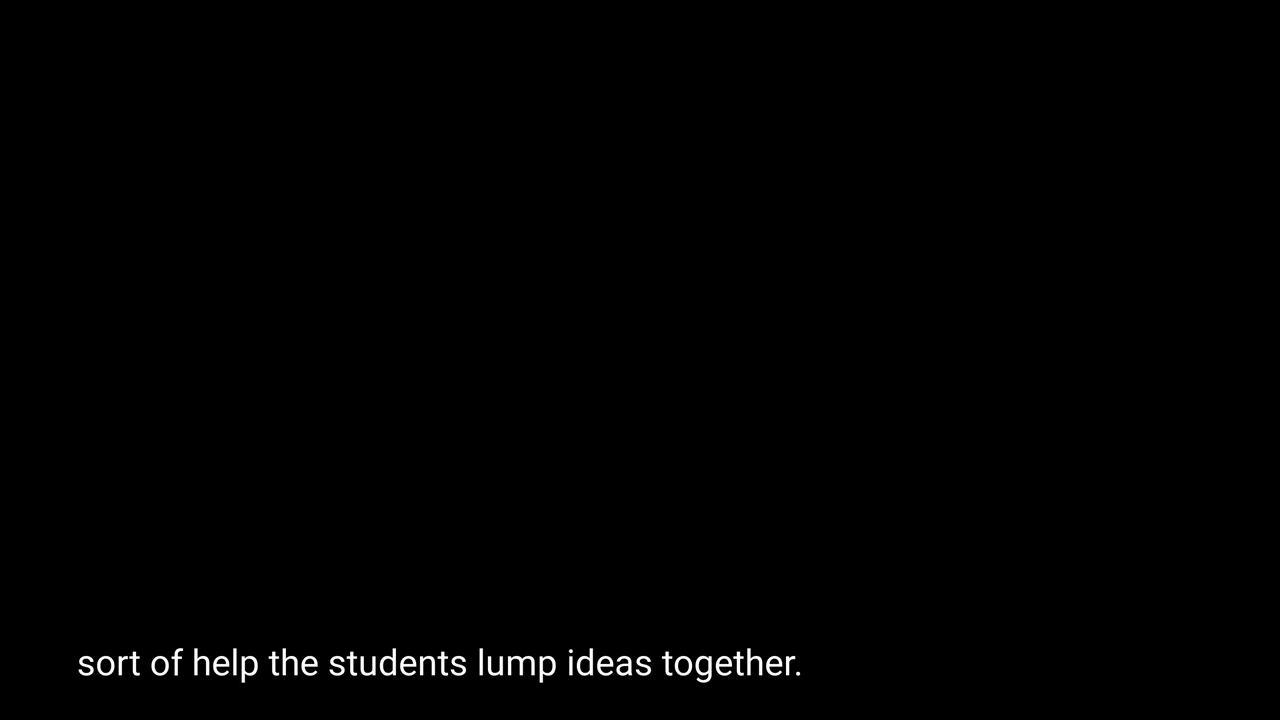 sort of help the students lump ideas together.